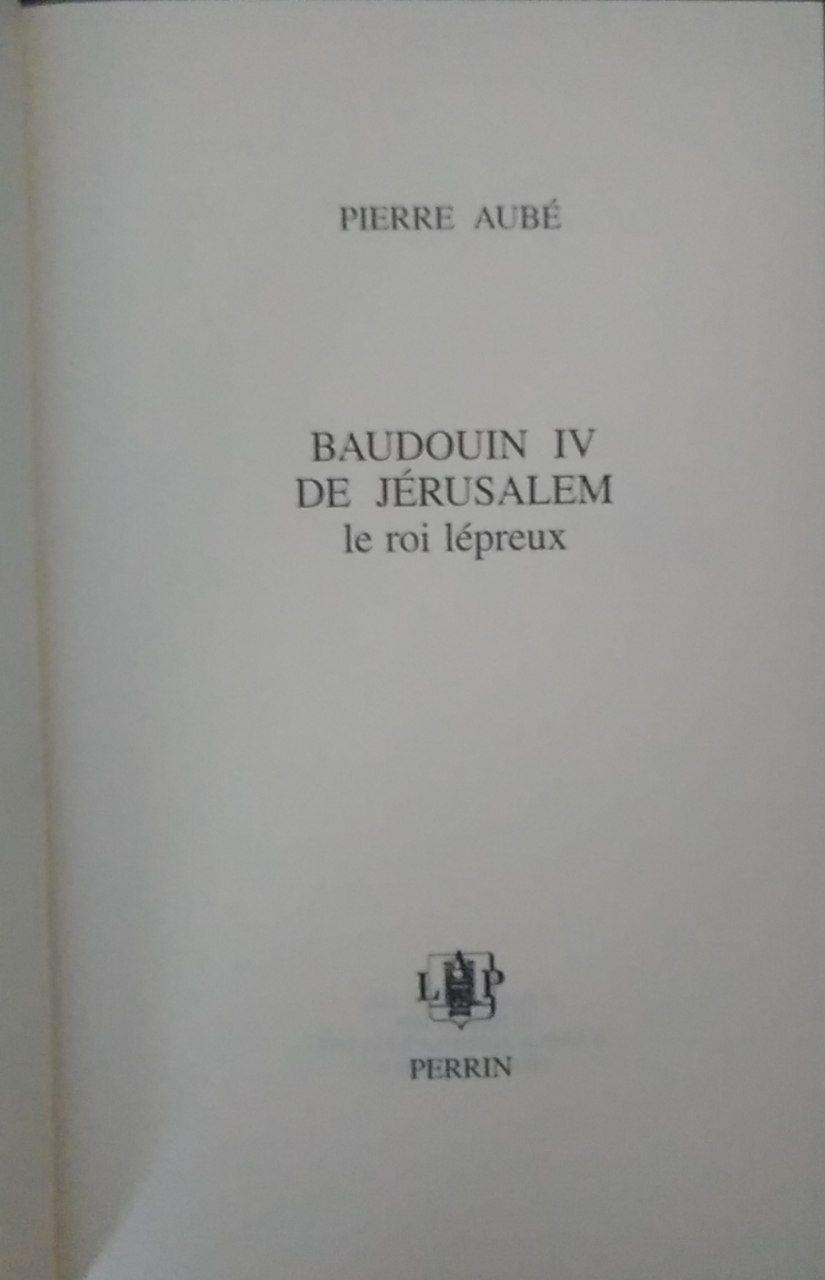 PIERRE AUBÉ
BAUDOUIN IV
DE JÉRUSALEM
le roi lépreux
L P
PERRIN